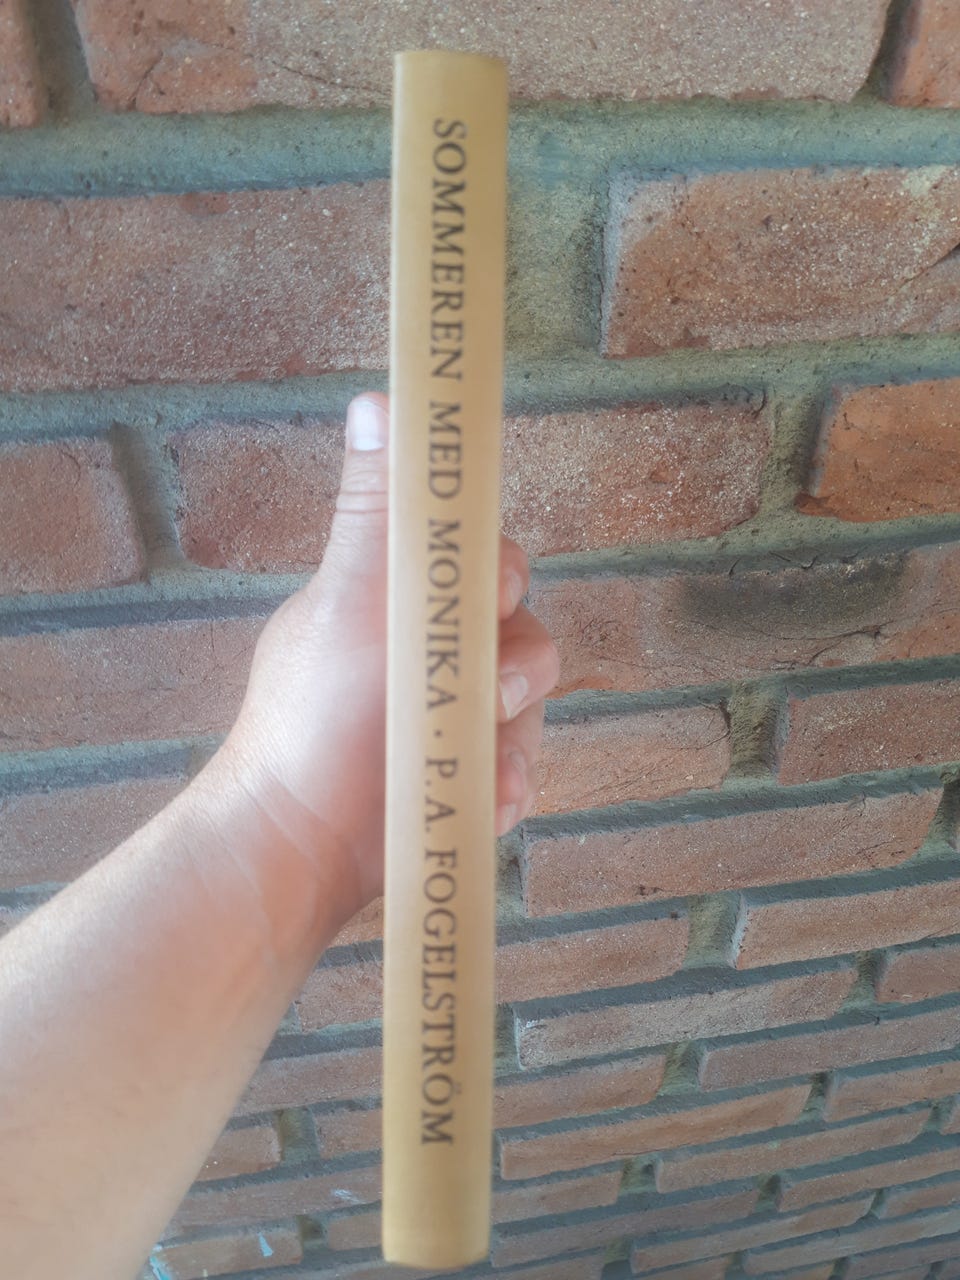 SOMMEREN MED MONIKA · P. A. FOGELSTRÖM